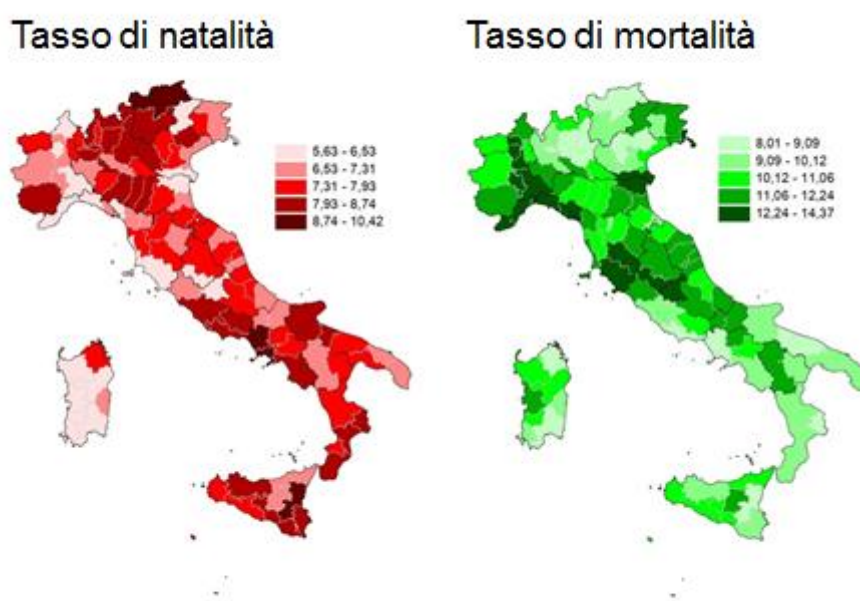 Tasso di natalità
Tasso di mortalità
5,63 - 6,53
6,53 - 7,31
7,31 - 7,93
7,93 - 8,74
8,74 - 10,42
8,01 - 9,09
9,09 - 10,12
10,12 - 11,06
11,06 - 12,24
12,24 - 14,37